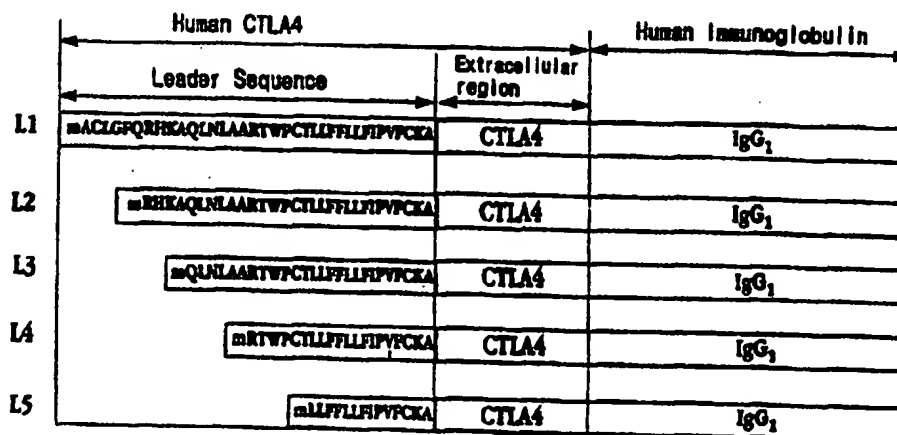 Human CTLA4 Human Immunoglobulin
Leader Sequence Extracellular region
L1 mACLGFQRHKAQLNLAARTWPCTLLFFLLFIPVFCKA CTLA4 IgG1
L2 mRHKAQLNLAARTWPCTLLFFLLFIPVFCKA CTLA4 IgG1
L3 mQLNLAARTWPCTLLFFLLFIPVFCKA CTLA4 IgG1
L4 mRTWPCTLLFFLLFIPVFCKA CTLA4 IgG1
L5 mLLFFLLFIPVFCKA CTLA4 IgG1